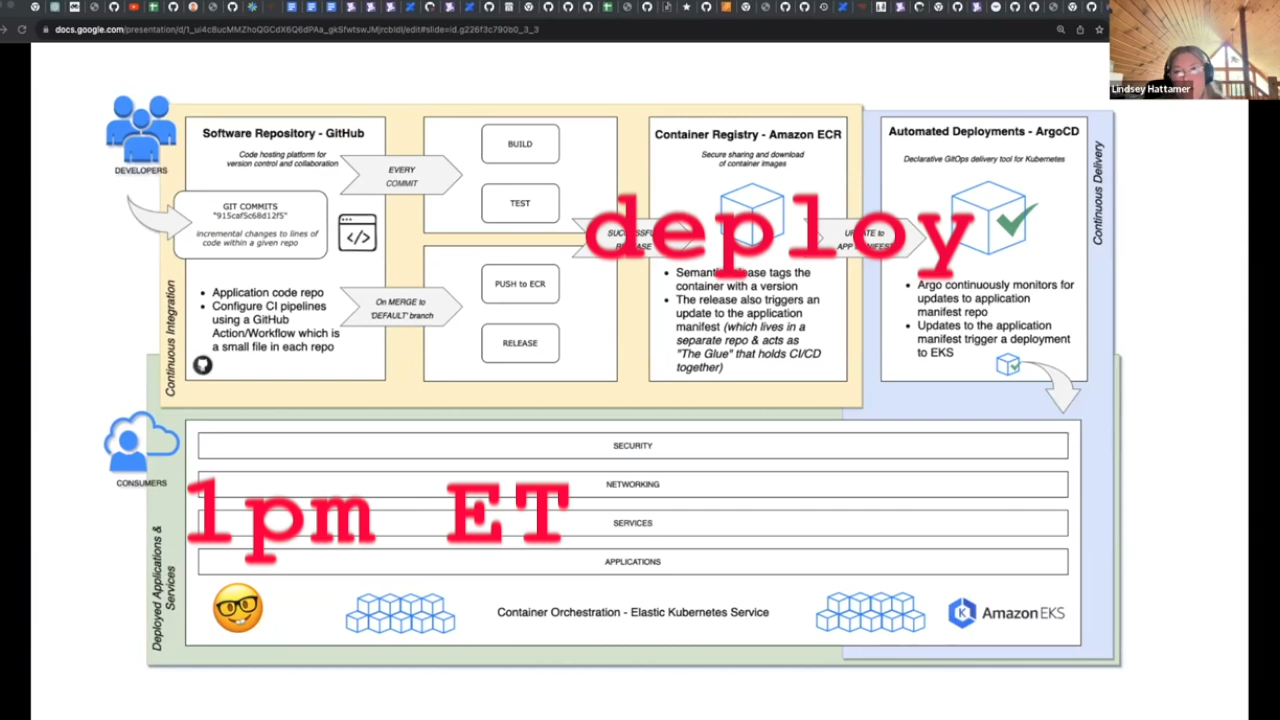 docs.google.com/presentation/d/1_ui4c8ucMMZhoQGCdX6Q6dPAa_gkSfwtswJMjrcbIdI/edit#slide=id.g226f3c790b0_3_3
Lindsey Hattamer
DEVELOPERS
Continuous Integration
Software Repository - GitHub
Code hosting platform for
version control and collaboration
GIT COMMITS
"915caf5c68d12f5"
incremental changes to lines of
code within a given repo
</>
• Application code repo
• Configure CI pipelines
using a GitHub
Action/Workflow which is
a small file in each repo
EVERY
COMMIT
On MERGE to
'DEFAULT' branch
BUILD
TEST
PUSH to ECR
RELEASE
deploy
Container Registry - Amazon ECR
Secure sharing and download
of container images
• Semantic release tags the
container with a version
• The release also triggers an
update to the application
manifest (which lives in a
separate repo & acts as
"The Glue" that holds CI/CD
together)
UPDATE to
APP MANIFEST
Automated Deployments - ArgoCD
Declarative GitOps delivery tool for Kubernetes
• Argo continuously monitors for
updates to application
manifest repo
• Updates to the application
manifest trigger a deployment
to EKS
Continuous Delivery
CONSUMERS
Deployed Applications &
Services
SECURITY
NETWORKING
1pm ET
SERVICES
APPLICATIONS
Container Orchestration - Elastic Kubernetes Service
K
Amazon EKS